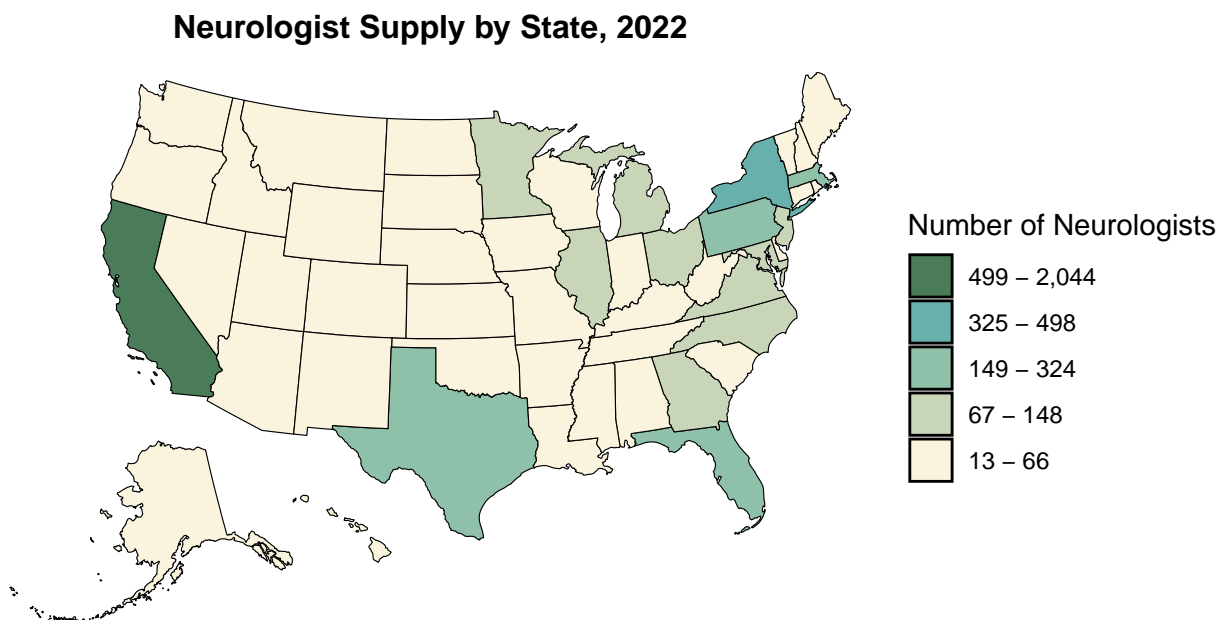 Neurologist Supply by State, 2022
Number of Neurologists
499 – 2,044
325 – 498
149 – 324
67 – 148
13 – 66